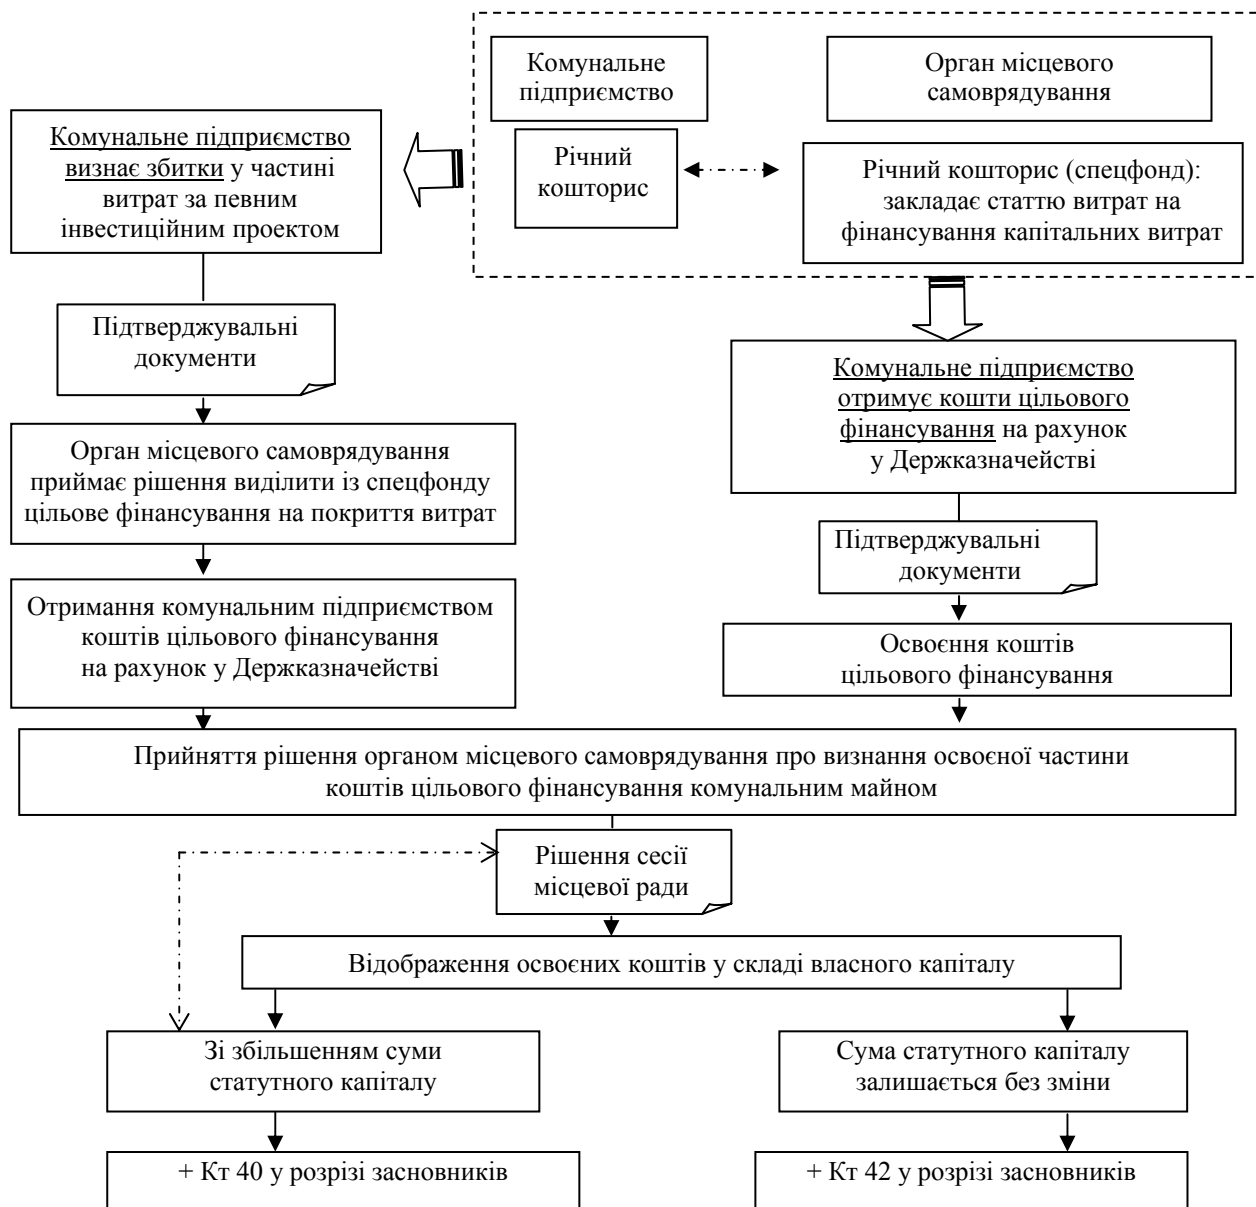 Комунальне
підприємство
Орган місцевого
самоврядування
Річний
кошторис
Річний кошторис (спецфонд):
закладає статтю витрат на
фінансування капітальних витрат
Комунальне підприємство
визнає збитки у частині
витрат за певним
інвестиційним проектом
Підтверджувальні
документи
Орган місцевого самоврядування
приймає рішення виділити із спецфонду
цільове фінансування на покриття витрат
Отримання комунальним підприємством
коштів цільового фінансування
на рахунок у Держказначействі
Комунальне підприємство
отримує кошти цільового
фінансування на рахунок
у Держказначействі
Підтверджувальні
документи
Освоєння коштів
цільового фінансування
Прийняття рішення органом місцевого самоврядування про визнання освоєної частини
коштів цільового фінансування комунальним майном
Рішення сесії
місцевої ради
Відображення освоєних коштів у складі власного капіталу
Зі збільшенням суми
статутного капіталу
Сума статутного капіталу
залишається без зміни
+ Кт 40 у розрізі засновників
+ Кт 42 у розрізі засновників